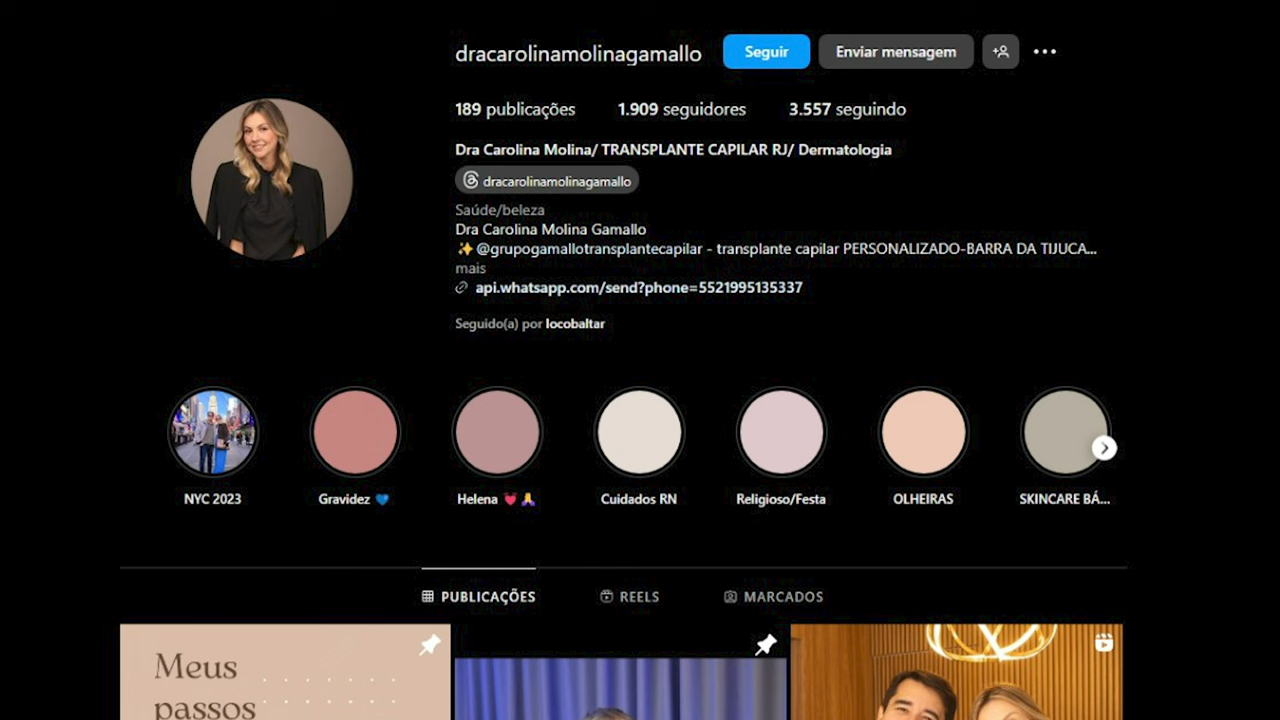 dracarolinamolinagamallo Seguir Enviar mensagem
189 publicações 1.909 seguidores 3.557 seguindo
Dra Carolina Molina/ TRANSPLANTE CAPILAR RJ/ Dermatologia
dracarolinamolinagamallo
Saúde/beleza
Dra Carolina Molina Gamallo
✨@grupogamallotransplantecapilar - transplante capilar PERSONALIZADO-BARRA DA TIJUCA...
mais
api.whatsapp.com/send?phone=5521995135337
Seguido(a) por locobaltar
NYC 2023 Gravidez 💙 Helena 💓🙏 Cuidados RN Religioso/Festa OLHEIRAS SKINCARE BÁ...
PUBLICAÇÕES REELS MARCADOS
Meus
passos